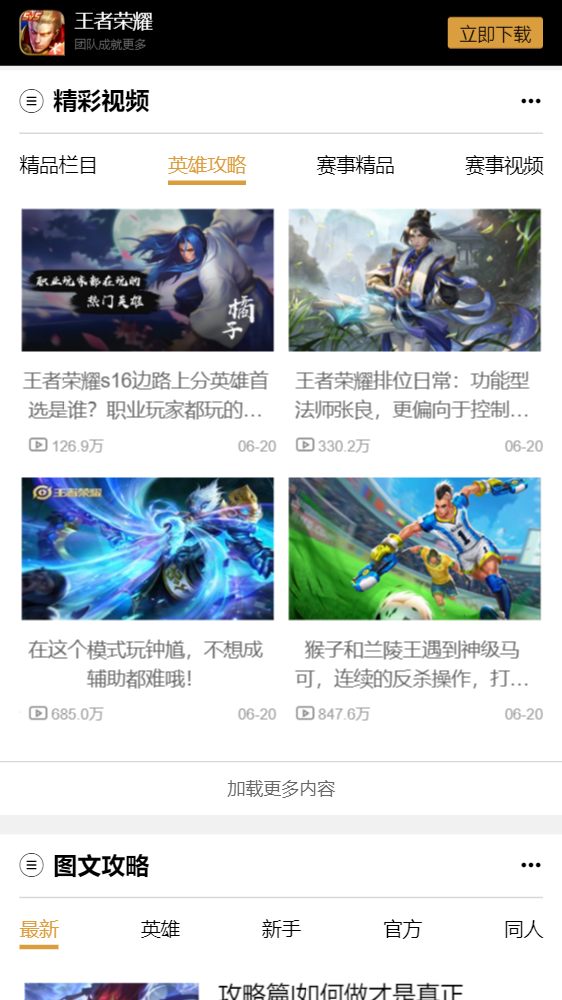 王者荣耀
团队成就更多
立即下载
精彩视频
精品栏目
英雄攻略
赛事精品
赛事视频
职业玩家都在玩的
热门英雄
橘子
王者荣耀s16边路上分英雄首
选是谁？职业玩家都玩的…
126.9万
06-20
王者荣耀排位日常：功能型
法师张良，更偏向于控制…
330.2万
06-20
王者荣耀
在这个模式玩钟馗，不想成
辅助都难哦！
685.0万
06-20
1
猴子和兰陵王遇到神级马
可，连续的反杀操作，打…
847.6万
06-20
加载更多内容
图文攻略
最新
英雄
新手
官方
同人
攻略篇|如何做才是真正